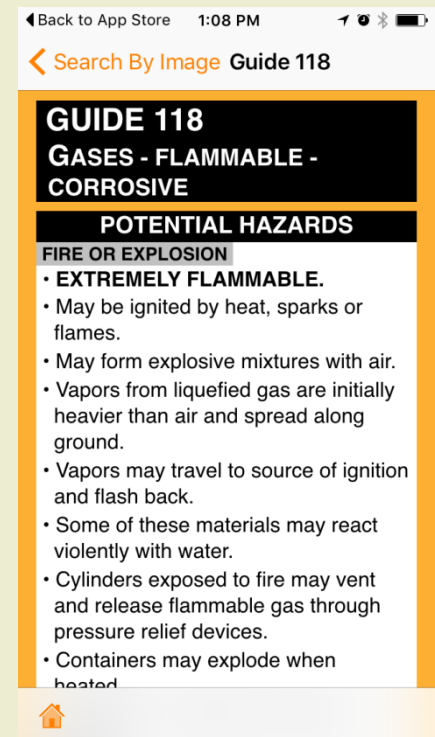 Back to App Store 1:08 PM
Search By Image Guide 118
GUIDE 118
GASES - FLAMMABLE -
CORROSIVE
POTENTIAL HAZARDS
FIRE OR EXPLOSION
• EXTREMELY FLAMMABLE.
• May be ignited by heat, sparks or
flames.
• May form explosive mixtures with air.
• Vapors from liquefied gas are initially
heavier than air and spread along
ground.
• Vapors may travel to source of ignition
and flash back.
• Some of these materials may react
violently with water.
• Cylinders exposed to fire may vent
and release flammable gas through
pressure relief devices.
• Containers may explode when
heated